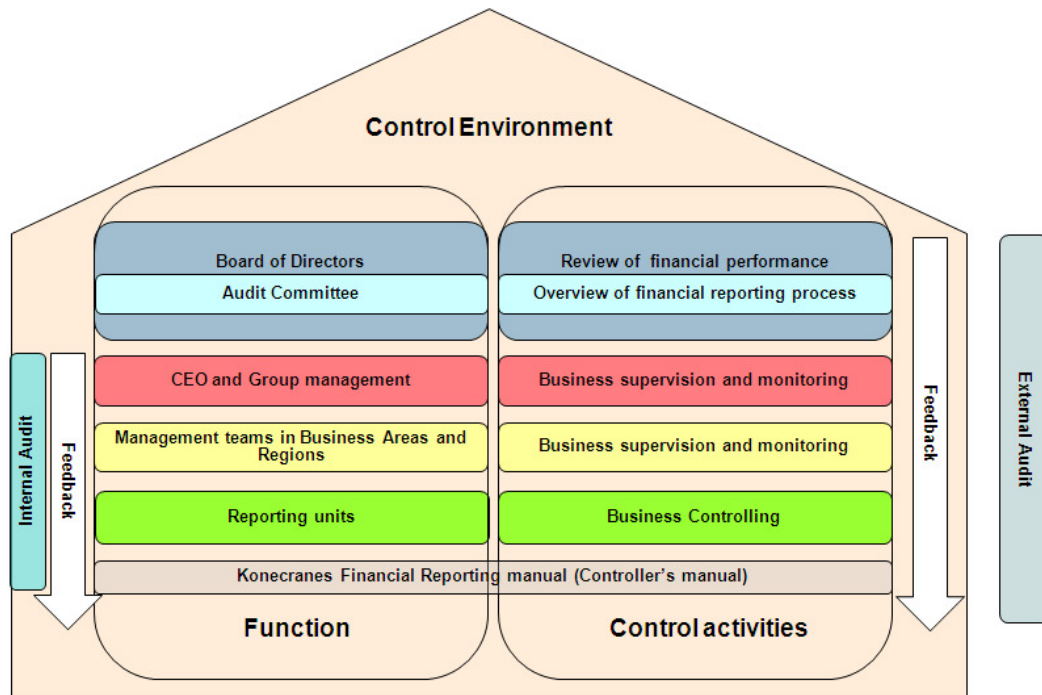 Control Environment
Board of Directors
Audit Committee
CEO and Group management
Management teams in Business Areas and
Regions
Reporting units
Review of financial performance
Overview of financial reporting process
Business supervision and monitoring
Business supervision and monitoring
Business Controlling
Konecranes Financial Reporting manual (Controller's manual)
Function
Control activities
Internal Audit
Feedback
Feedback
External Audit